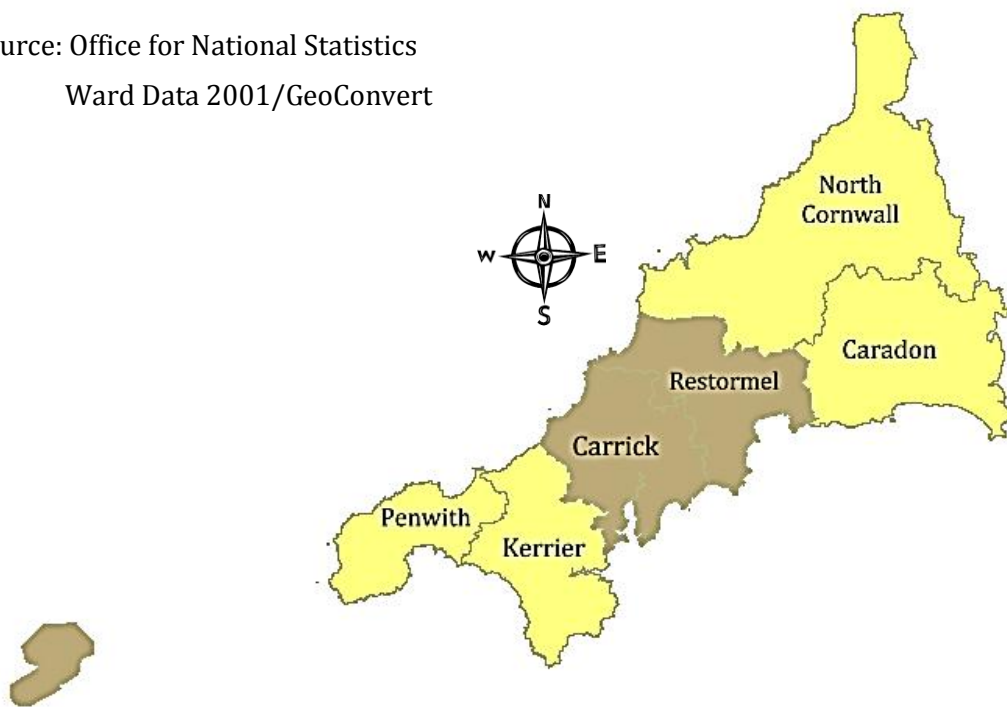 urce: Office for National Statistics
Ward Data 2001/GeoConvert
N
W
E
S
North
Cornwall
Caradon
Restormel
Carrick
Penwith
Kerrier